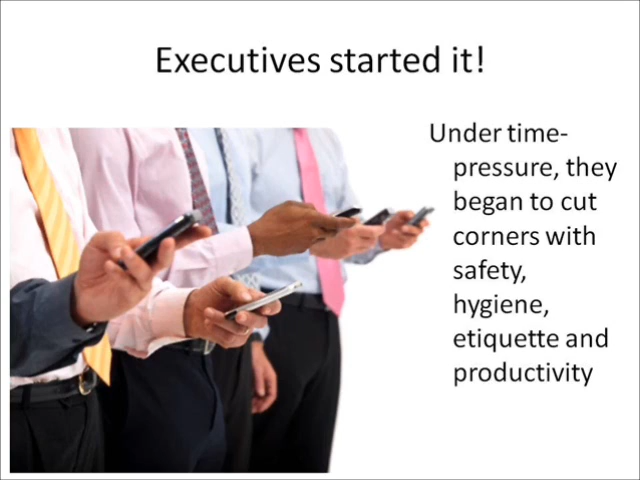 Executives started it!
Under time-
pressure, they
began to cut
corners with
safety,
hygiene,
etiquette and
productivity